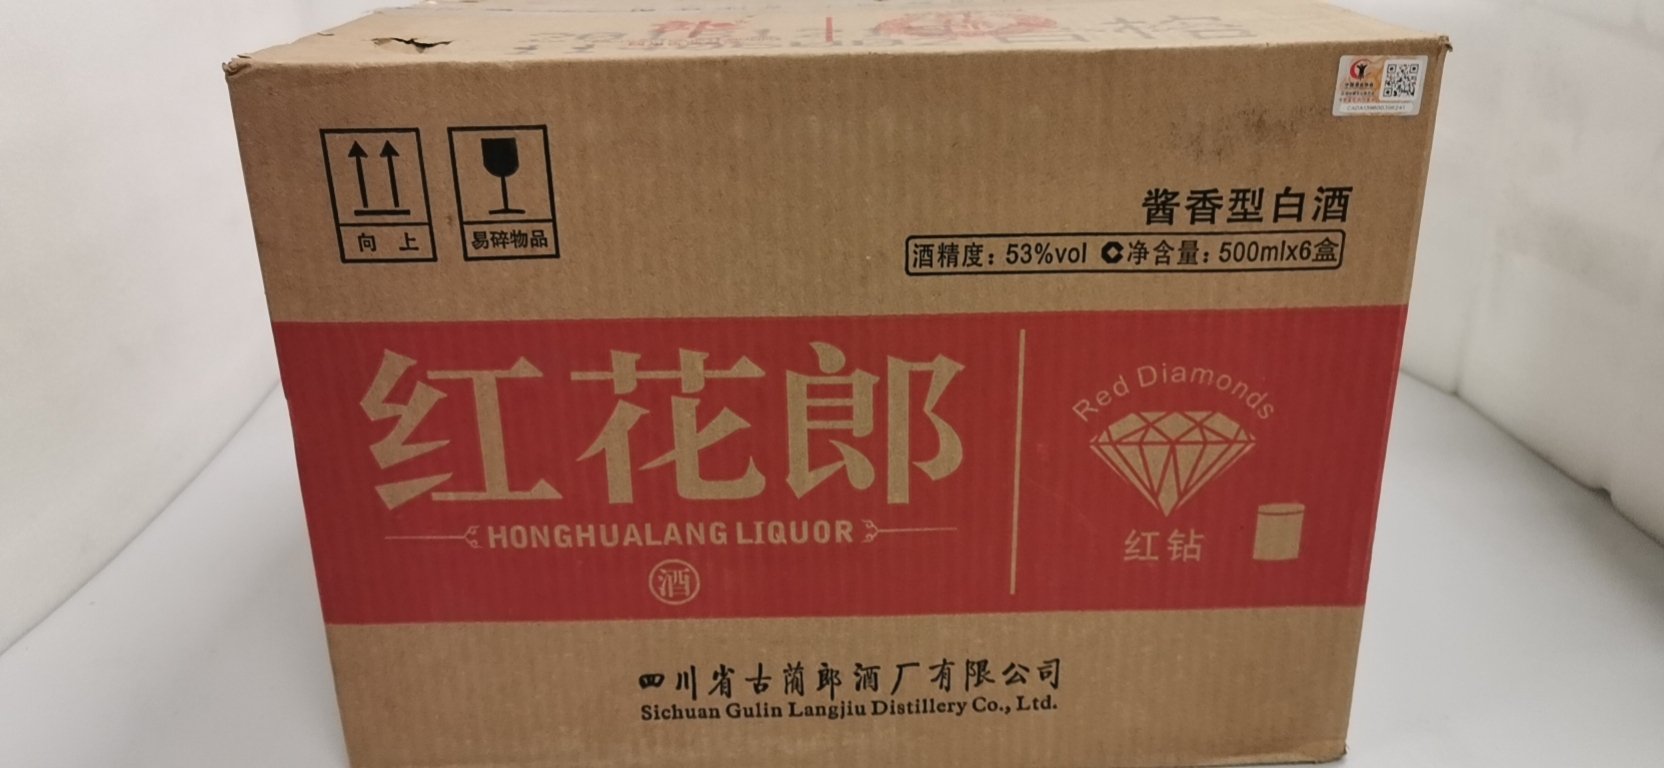 向 上
易碎物品
酱香型白酒
酒精度：53%vol 净含量：500mlx6盒
红花郎
HONGHUALANG LIQUOR
酒
Red Diamonds
红钻
四川省古蔺郎酒厂有限公司
Sichuan Gulin Langjiu Distillery Co., Ltd.